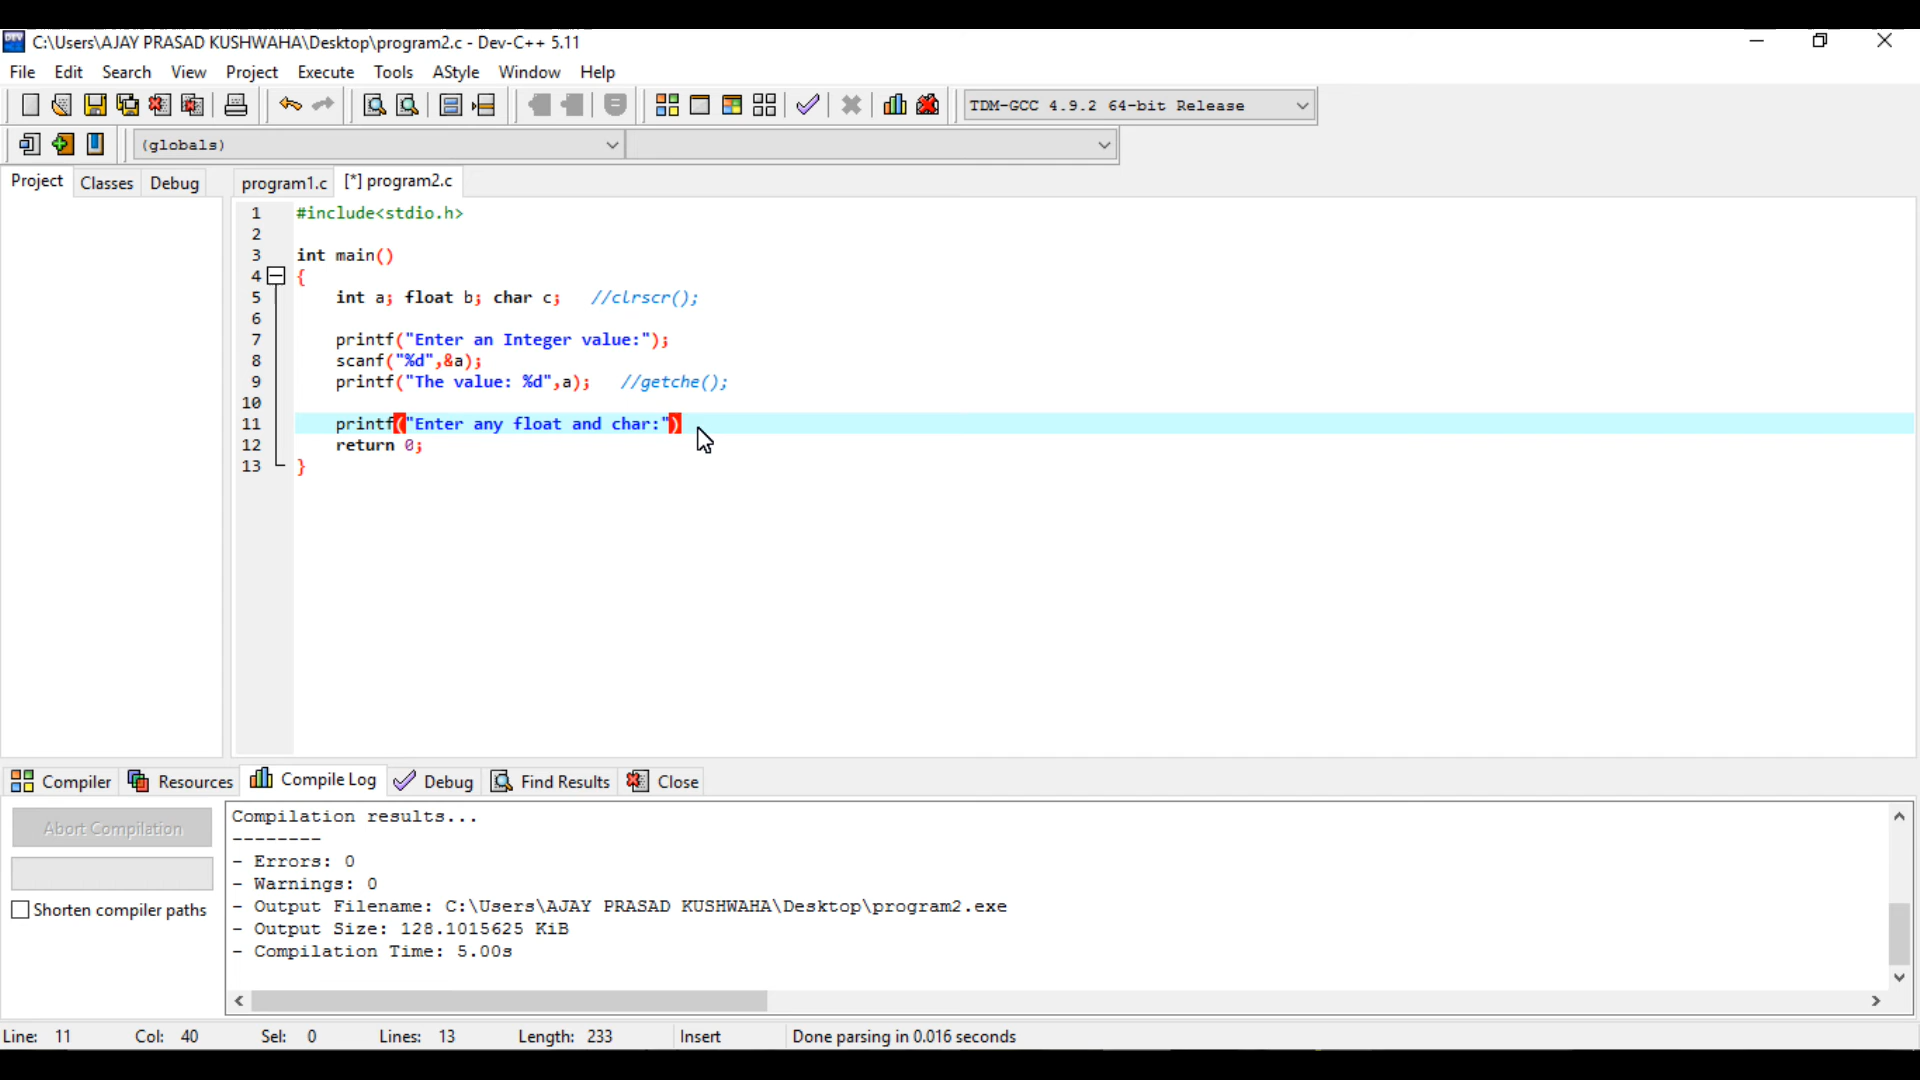 C:\Users\AJAY PRASAD KUSHWAHA\Desktop\program2.c - Dev-C++ 5.11
File Edit Search View Project Execute Tools AStyle Window Help
TDM-GCC 4.9.2 64-bit Release
(globals)
Project Classes Debug program1.c [*] program2.c
1 #include<stdio.h>
2
3 int main()
4 {
5 int a; float b; char c; //clrscr();
6
7 printf("Enter an Integer value:");
8 scanf("%d",&a);
9 printf("The value: %d",a); //getche();
10
11 printf("Enter any float and char:")
12 return 0;
13 }
Compiler Resources Compile Log Debug Find Results Close
Abort Compilation
Shorten compiler paths
Compilation results...
--------
- Errors: 0
- Warnings: 0
- Output Filename: C:\Users\AJAY PRASAD KUSHWAHA\Desktop\program2.exe
- Output Size: 128.1015625 KiB
- Compilation Time: 5.00s
Line: 11 Col: 40 Sel: 0 Lines: 13 Length: 233 Insert Done parsing in 0.016 seconds